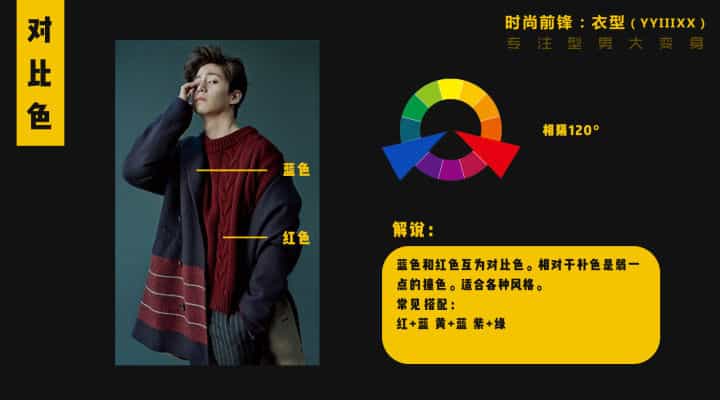 对比色
时尚前锋：衣型（YYIIIXX）
专注型男大变身
蓝色
红色
相隔120°
解说：
蓝色和红色互为对比色。相对于补色是弱一
点的撞色。适合各种风格。
常见搭配：
红+蓝 黄+蓝 紫+绿